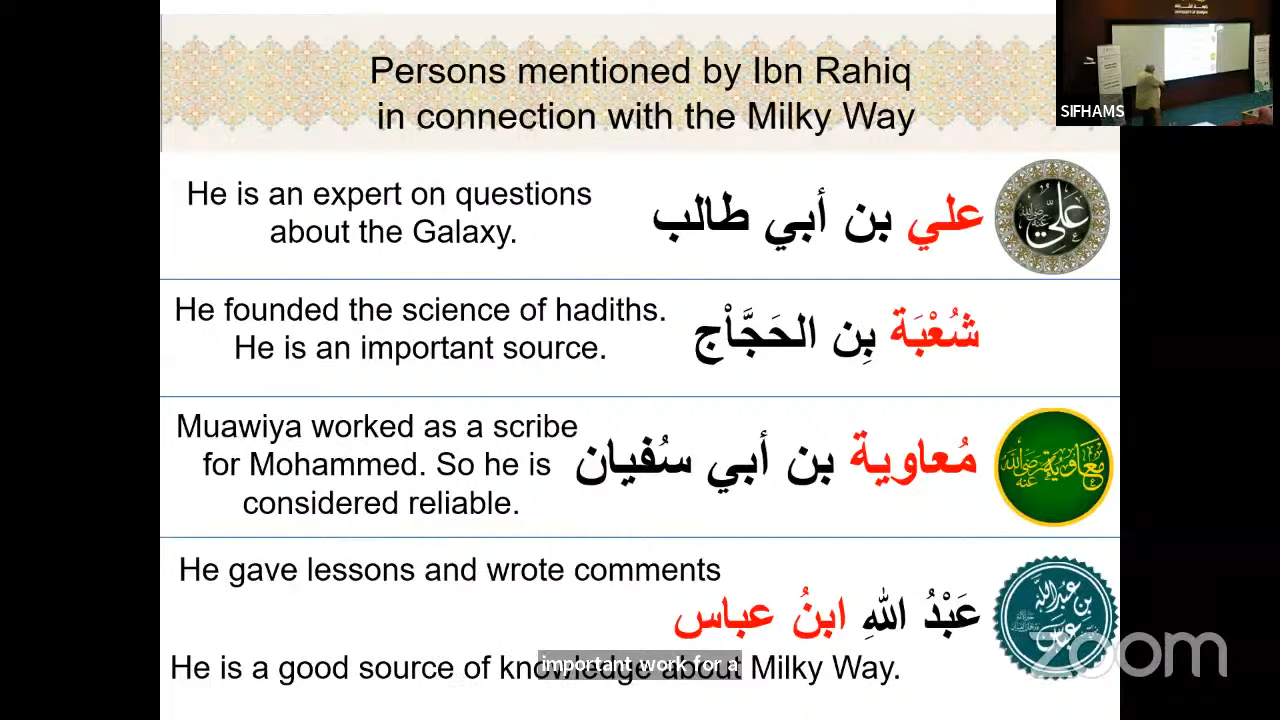 Persons mentioned by Ibn Rahiq
in connection with the Milky Way
SIFHAMS
He is an expert on questions
about the Galaxy.
علي بن أبي طالب
He founded the science of hadiths.
He is an important source.
شُعْبَة بِن الحَجَّاْج
Muawiya worked as a scribe
for Mohammed. So he is
considered reliable.
مُعاوية بن أبي سُفيان
He gave lessons and wrote comments
عَبْدُ اللهِ ابنُ عباس
He is a good source of knowledge about Milky Way.
important work for a
zoom